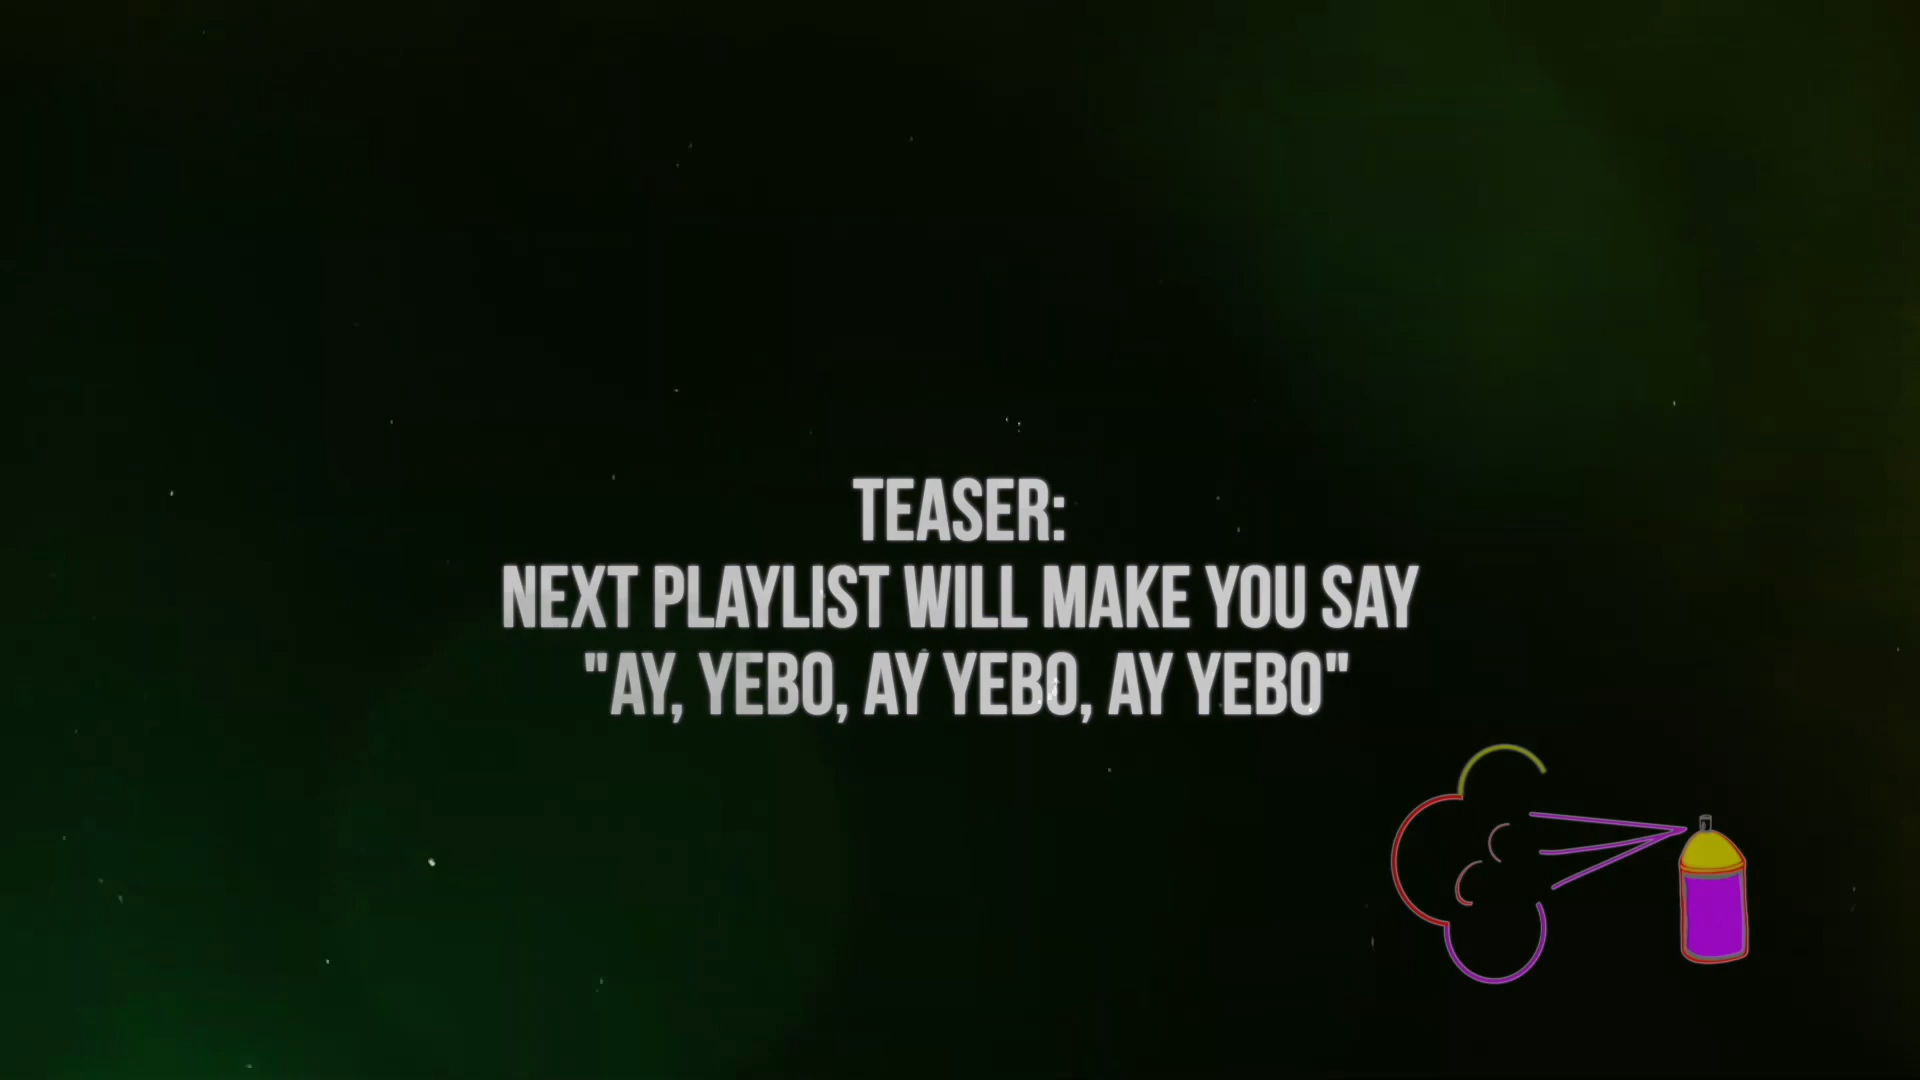 TEASER:
NEXT PLAYLIST WILL MAKE YOU SAY
"AY, YEBO, AY YEBO, AY YEBO"